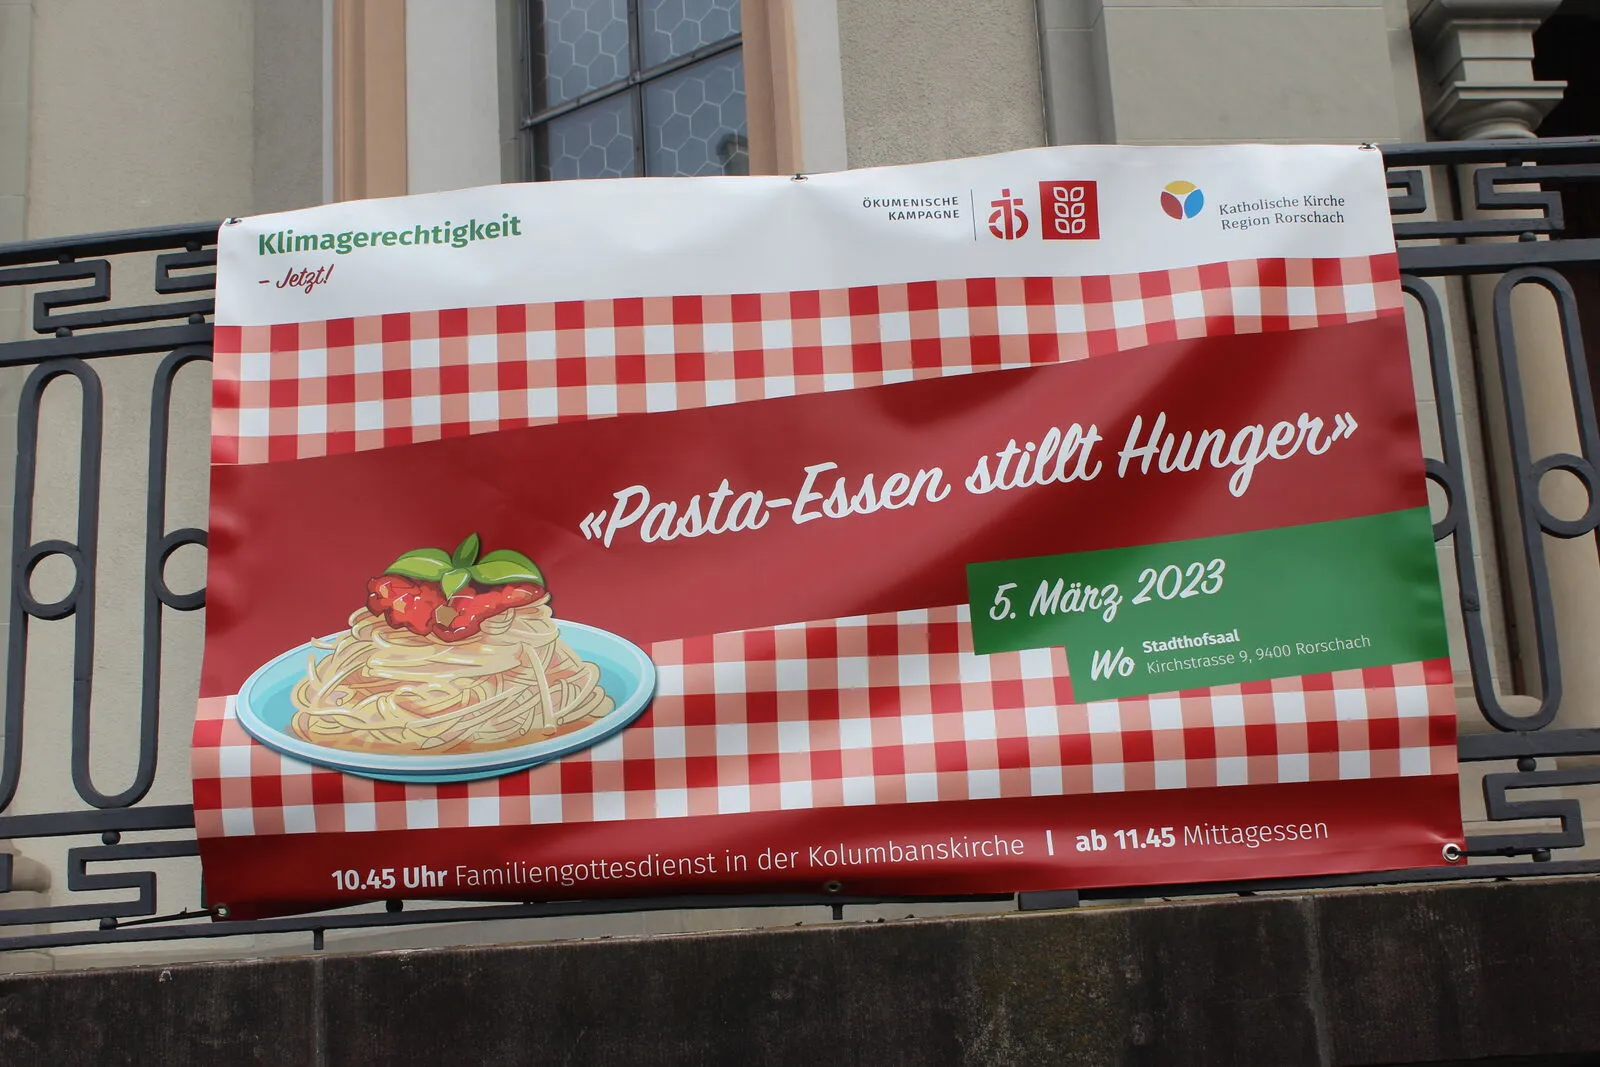 Klimagerechtigkeit
– Jetzt!
ÖKUMENISCHE
KAMPAGNE
Katholische Kirche
Region Rorschach
«Pasta-Essen stillt Hunger»
5. März 2023
Wo Stadthofsaal
Kirchstrasse 9, 9400 Rorschach
10.45 Uhr Familiengottesdienst in der Kolumbanskirche | ab 11.45 Mittagessen